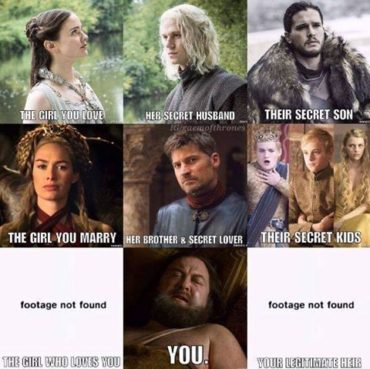 THE GIRL YOU LOVE
HER SECRET HUSBAND
THEIR SECRET SON
THE GIRL YOU MARRY
HER BROTHER & SECRET LOVER
THEIR SECRET KIDS
footage not found
THE GIRL WHO LOVES YOU
YOU.
footage not found
YOUR LEGITIMATE HEIR